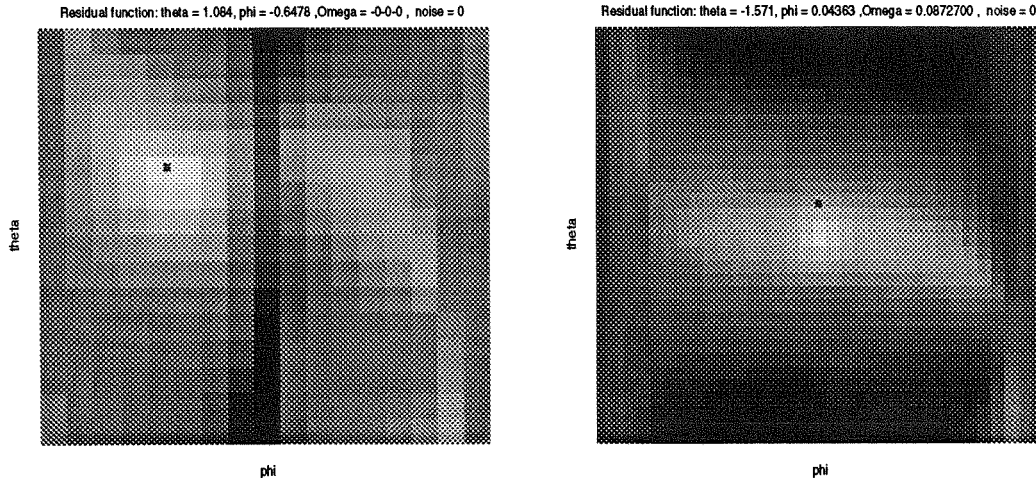 Residual function: theta = 1.084, phi = -0.6478 ,Omega = -0-0-0 , noise = 0
theta
phi
Residual function: theta = -1.571, phi = 0.04363 ,Omega = 0.0872700 , noise = 0
theta
phi